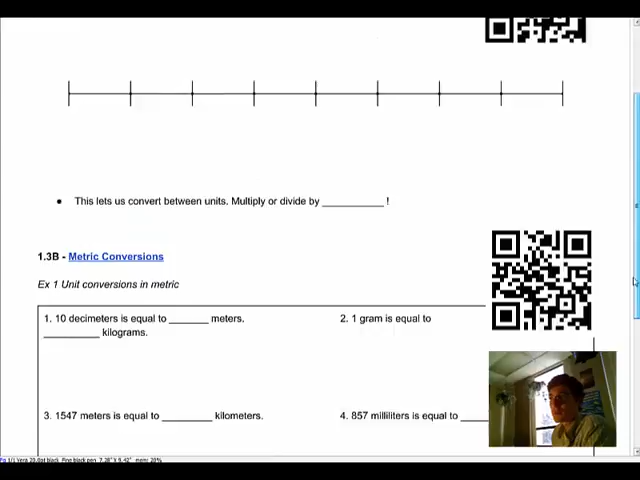 This lets us convert between units. Multiply or divide by __________ !
1.3B - Metric Conversions
Ex 1 Unit conversions in metric
1. 10 decimeters is equal to _______ meters.
2. 1 gram is equal to
_________ kilograms.
3. 1547 meters is equal to _________ kilometers.
4. 857 milliliters is equal to _____